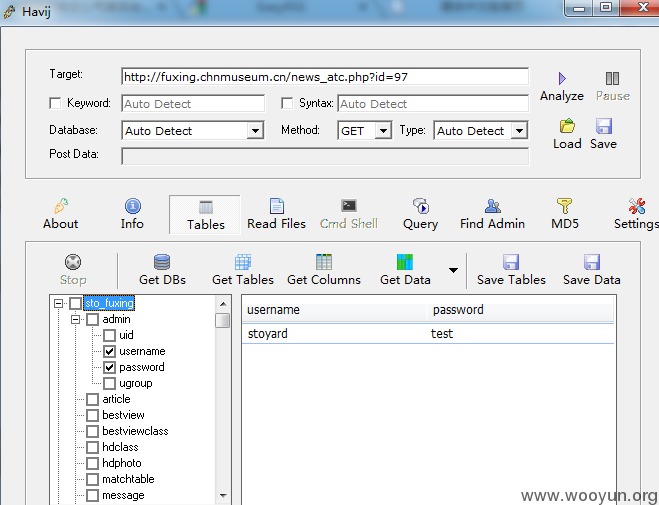 Havij
Target: http://fuxing.chnmuseum.cn/news_atc.php?id=97
Keyword: Auto Detect Syntax: Auto Detect
Database: Auto Detect Method: GET Type: Auto Detect
Post Data:
Analyze Pause
Load Save
About Info Tables Read Files Cmd Shell Query Find Admin MD5 Settings
Stop Get DBs Get Tables Get Columns Get Data Save Tables Save Data
sto_fuxing
admin
uid
username
password
ugroup
article
bestview
bestviewclass
hdclass
hdphoto
matchtable
message
username password
stoyard test
www.wooyun.org